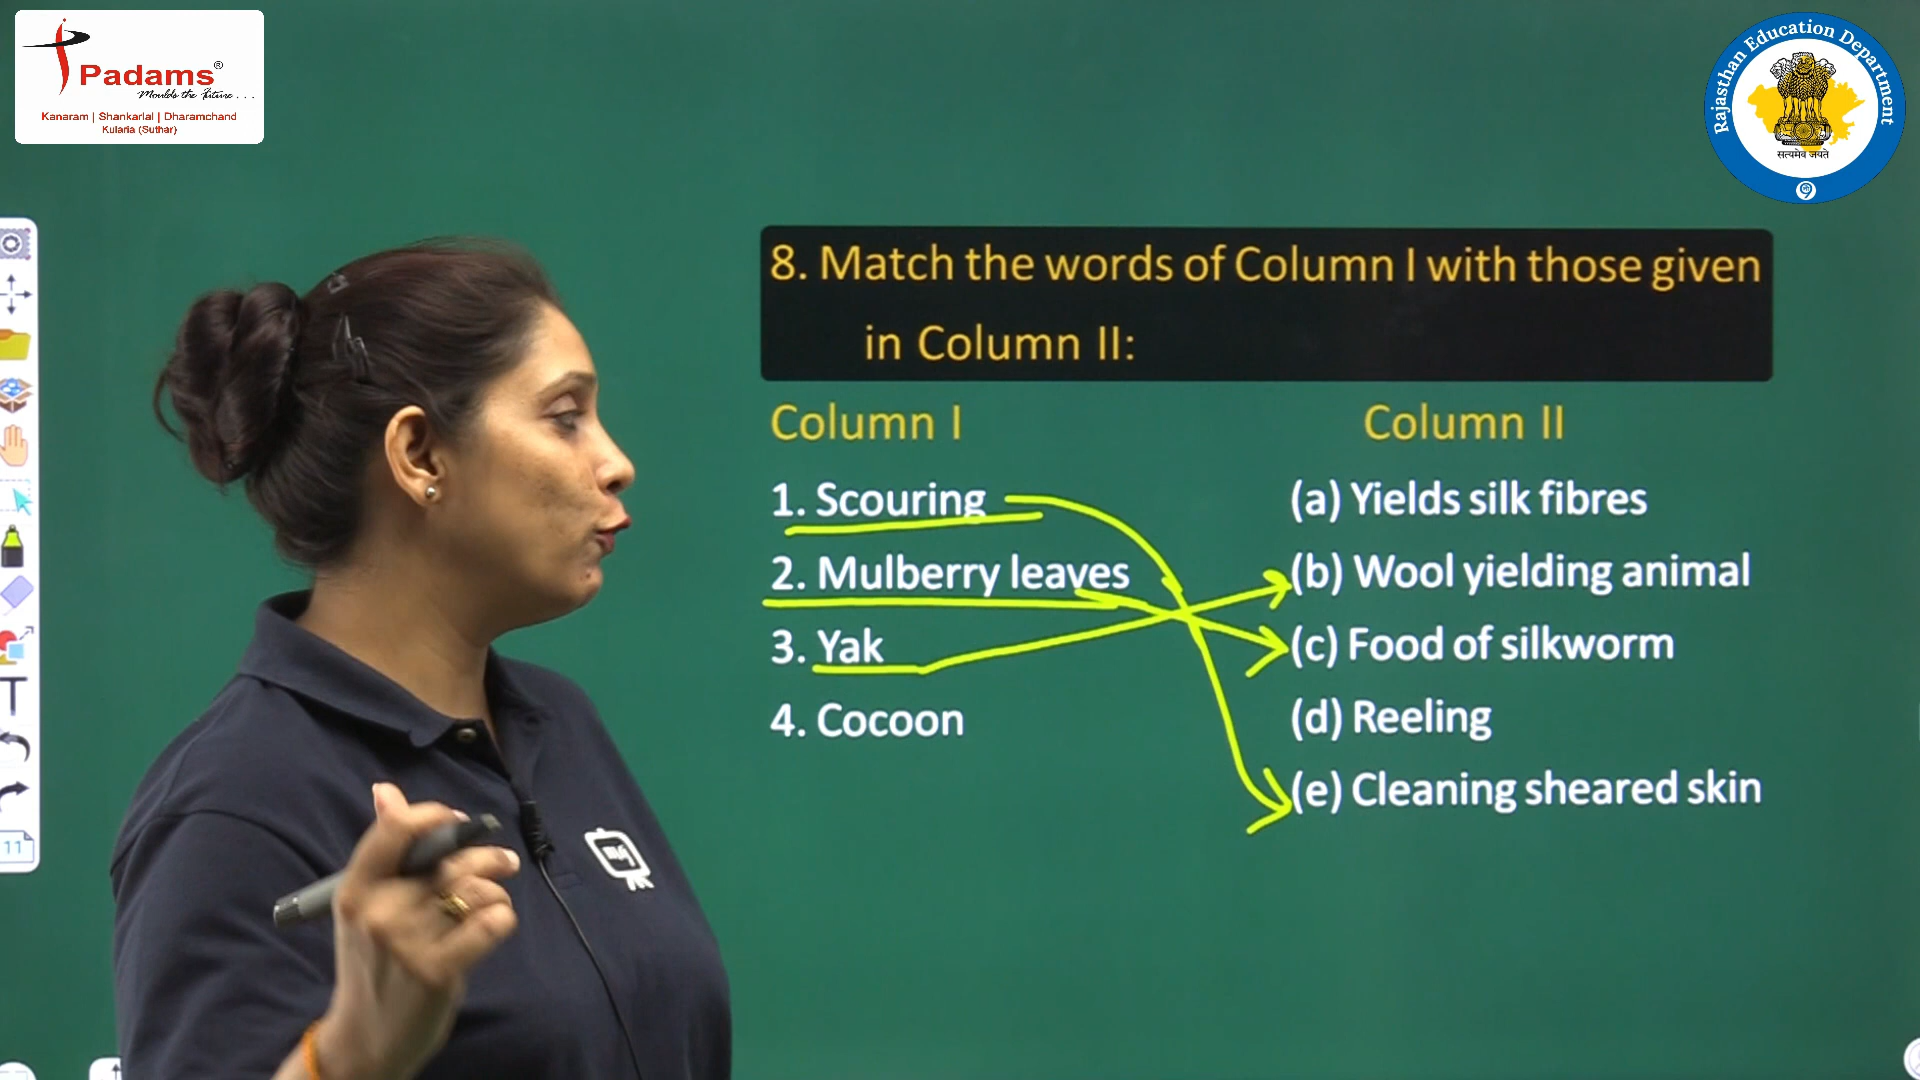 Padams®
Moulds the Future . . .
Kanaram | Shankarlal | Dharamchand
Kularia (Suthar)
Rajasthan Education Department
सत्यमेव जयते
8. Match the words of Column I with those given
in Column II:
Column I
Column II
1. Scouring
(a) Yields silk fibres
2. Mulberry leaves
(b) Wool yielding animal
3. Yak
(c) Food of silkworm
4. Cocoon
(d) Reeling
(e) Cleaning sheared skin
T
11